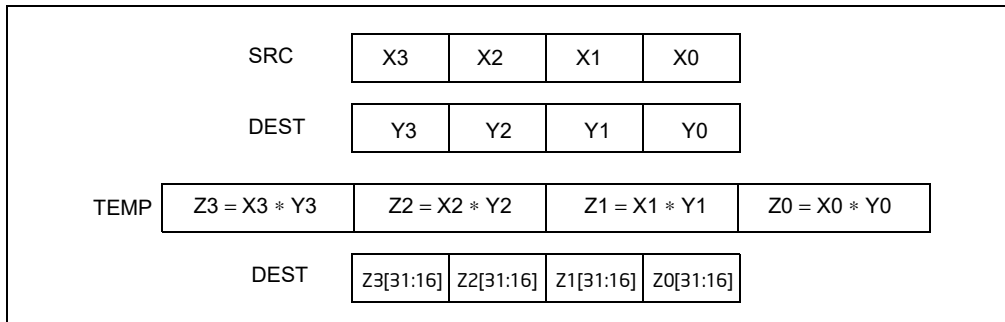 SRC X3 X2 X1 X0
DEST Y3 Y2 Y1 Y0
TEMP Z3 = X3 ∗ Y3 Z2 = X2 ∗ Y2 Z1 = X1 ∗ Y1 Z0 = X0 ∗ Y0
DEST Z3[31:16] Z2[31:16] Z1[31:16] Z0[31:16]